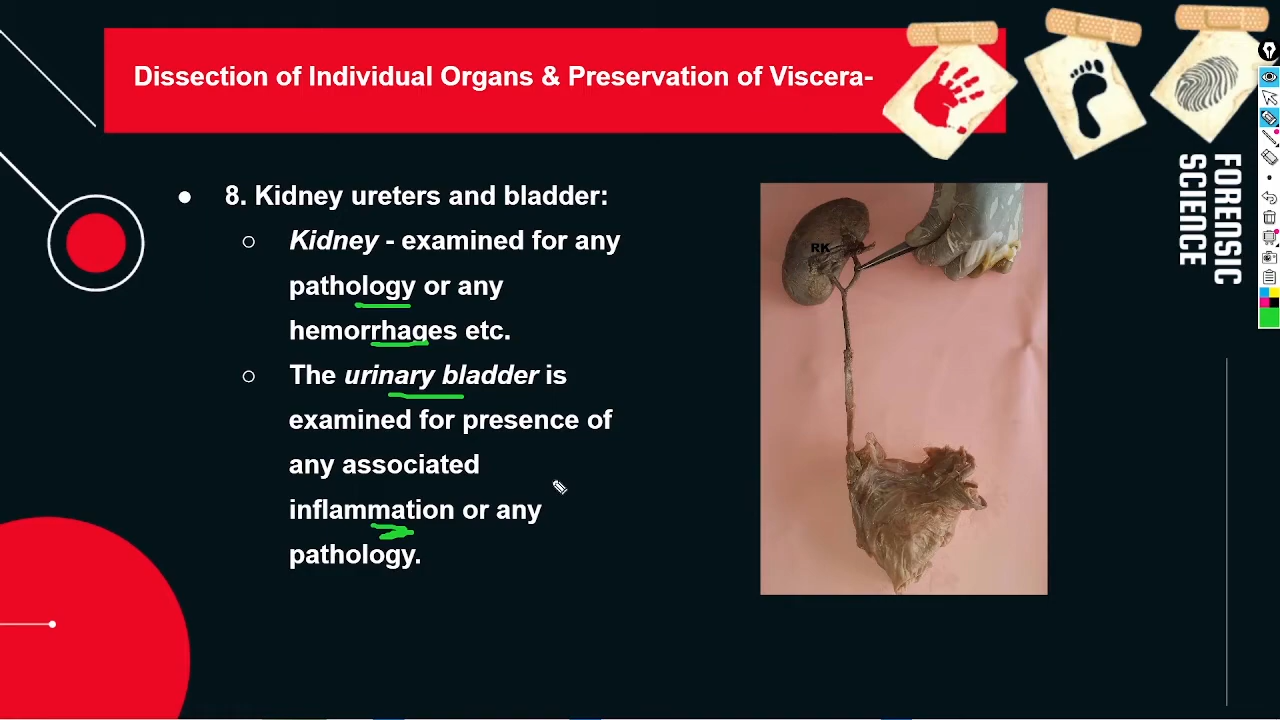 Dissection of Individual Organs & Preservation of Viscera-
FORENSIC
SCIENCE
● 8. Kidney ureters and bladder:
○ Kidney - examined for any
pathology or any
hemorrhages etc.
○ The urinary bladder is
examined for presence of
any associated
inflammation or any
pathology.
RK